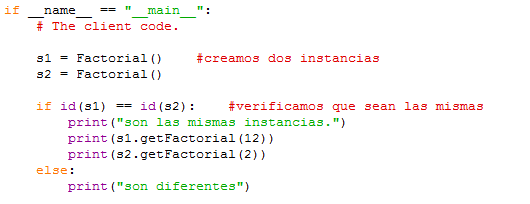 if __name__ == "__main__":
    # The client code.
    s1 = Factorial()    #creamos dos instancias
    s2 = Factorial()
    if id(s1) == id(s2):    #verificamos que sean las mismas
        print("son las mismas instancias.")
        print(s1.getFactorial(12))
        print(s2.getFactorial(2))
    else:
        print("son diferentes")